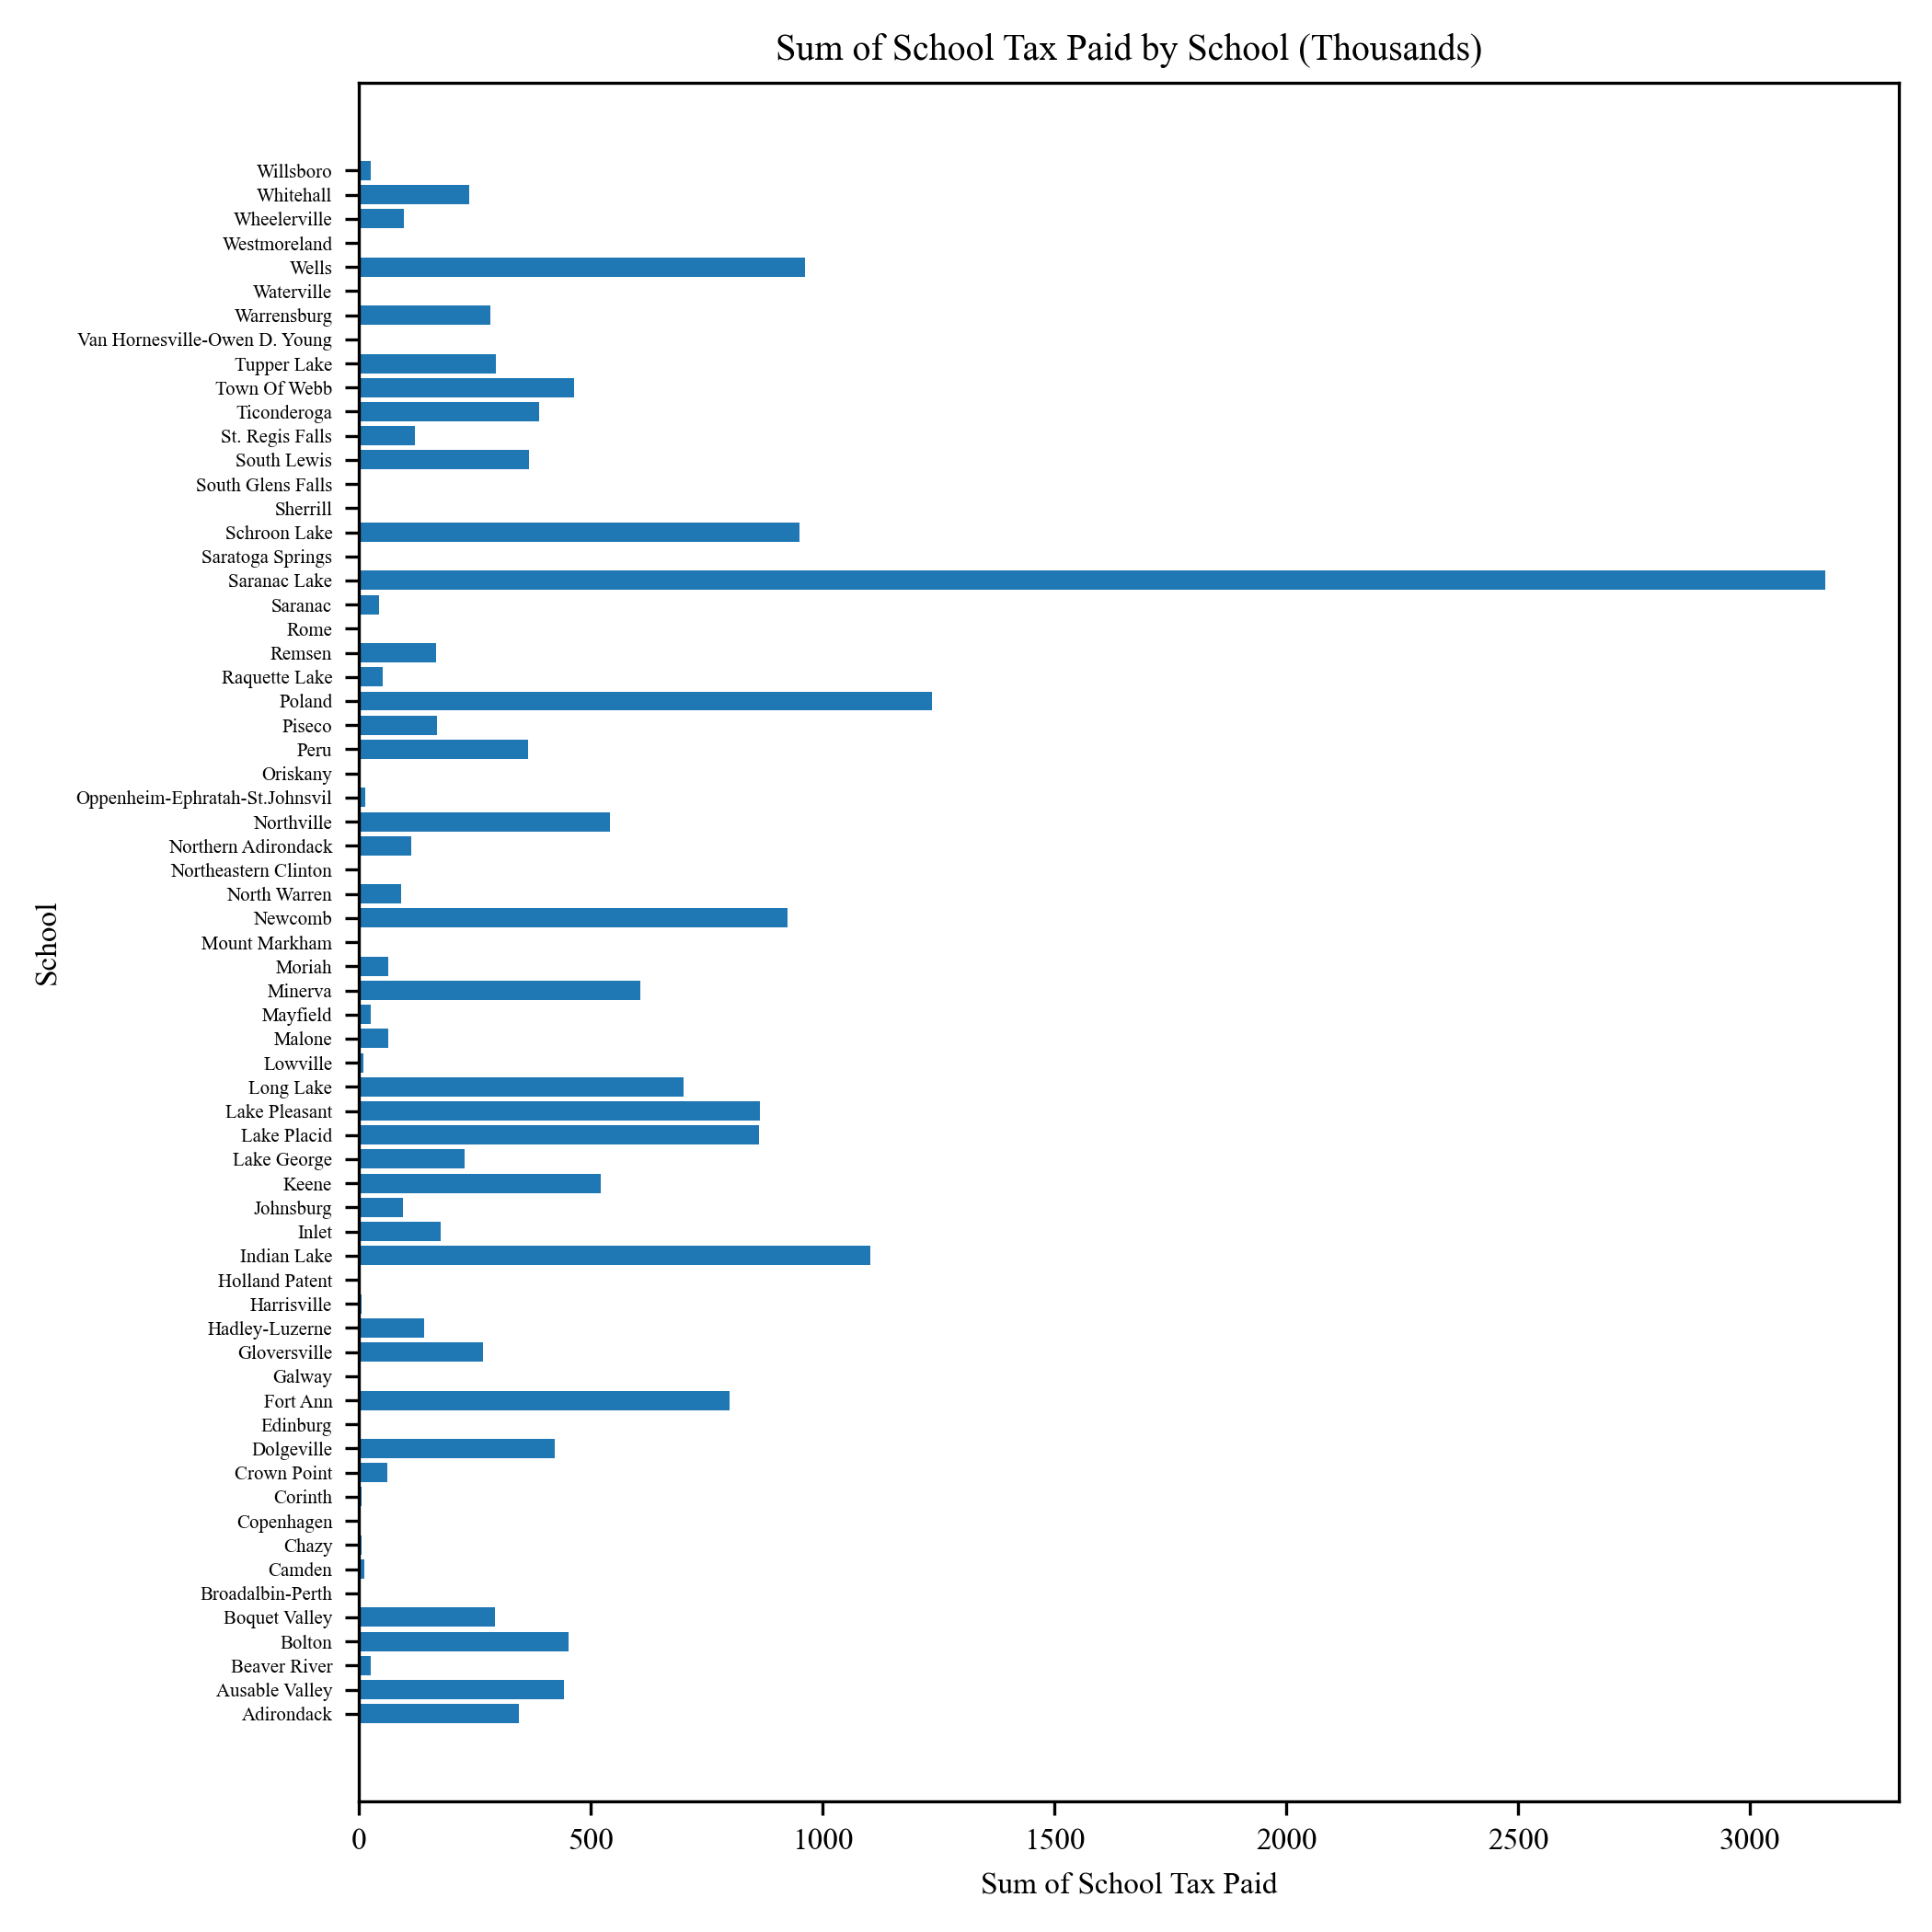 Sum of School Tax Paid by School (Thousands)
Willsboro
Whitehall
Wheelerville
Westmoreland
Wells
Waterville
Warrensburg
Van Hornesville-Owen D. Young
Tupper Lake
Town Of Webb
Ticonderoga
St. Regis Falls
South Lewis
South Glens Falls
Sherrill
Schroon Lake
Saratoga Springs
Saranac Lake
Saranac
Rome
Remsen
Raquette Lake
Poland
Piseco
Peru
Oriskany
Oppenheim-Ephratah-St.Johnsvil
Northville
Northern Adirondack
Northeastern Clinton
North Warren
Newcomb
Mount Markham
Moriah
Minerva
Mayfield
Malone
Lowville
Long Lake
Lake Pleasant
Lake Placid
Lake George
Keene
Johnsburg
Inlet
Indian Lake
Holland Patent
Harrisville
Hadley-Luzerne
Gloversville
Galway
Fort Ann
Edinburg
Dolgeville
Crown Point
Corinth
Copenhagen
Chazy
Camden
Broadalbin-Perth
Boquet Valley
Bolton
Beaver River
Ausable Valley
Adirondack
School
0 500 1000 1500 2000 2500 3000
Sum of School Tax Paid